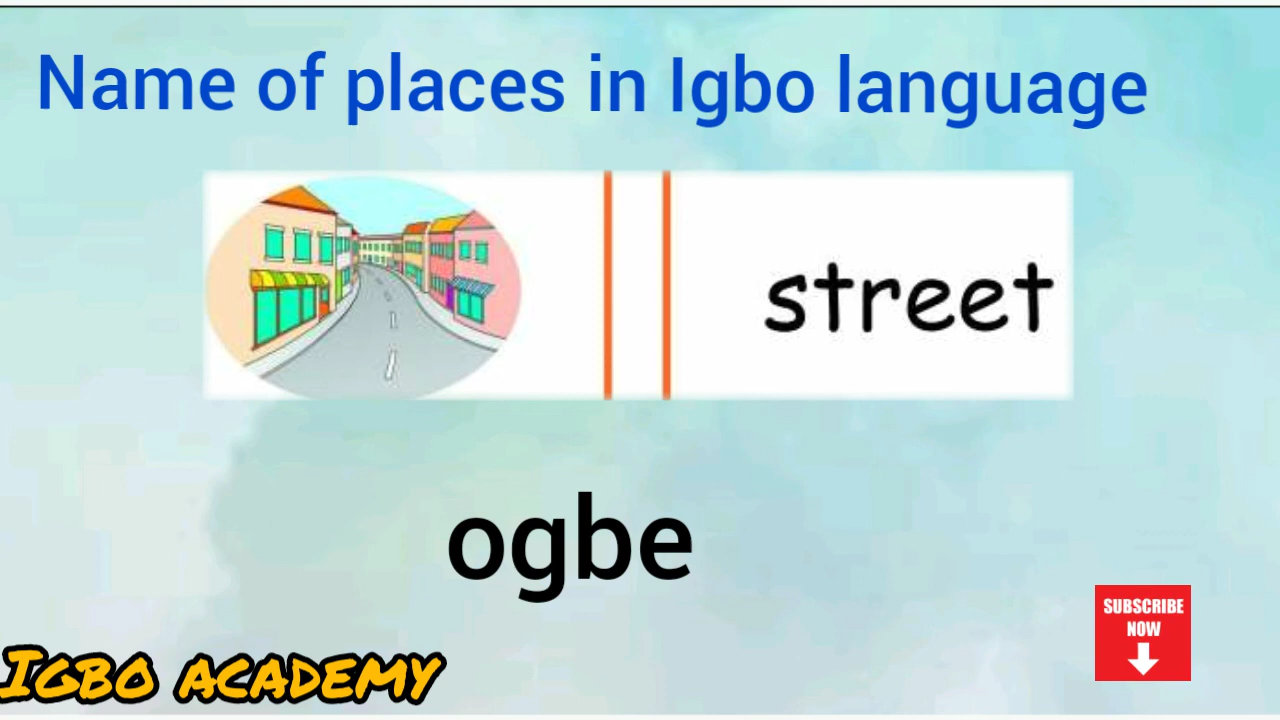 Name of places in Igbo language
street
ogbe
IGBO ACADEMY
SUBSCRIBE
NOW